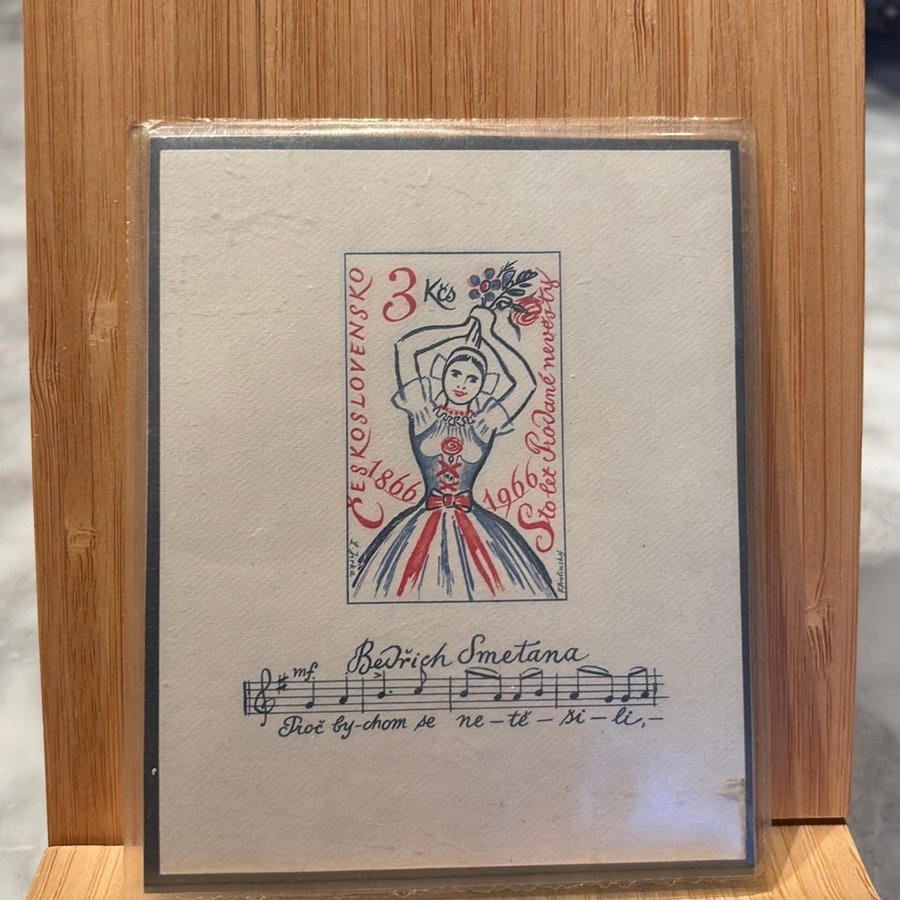 ČESKOSLOVENSKO
3 Kčs
1866
1966
Sto let Prodané nevěsty
Bedřich Smetana
mf
Proč by-chom se ne-tě-ši-li,-